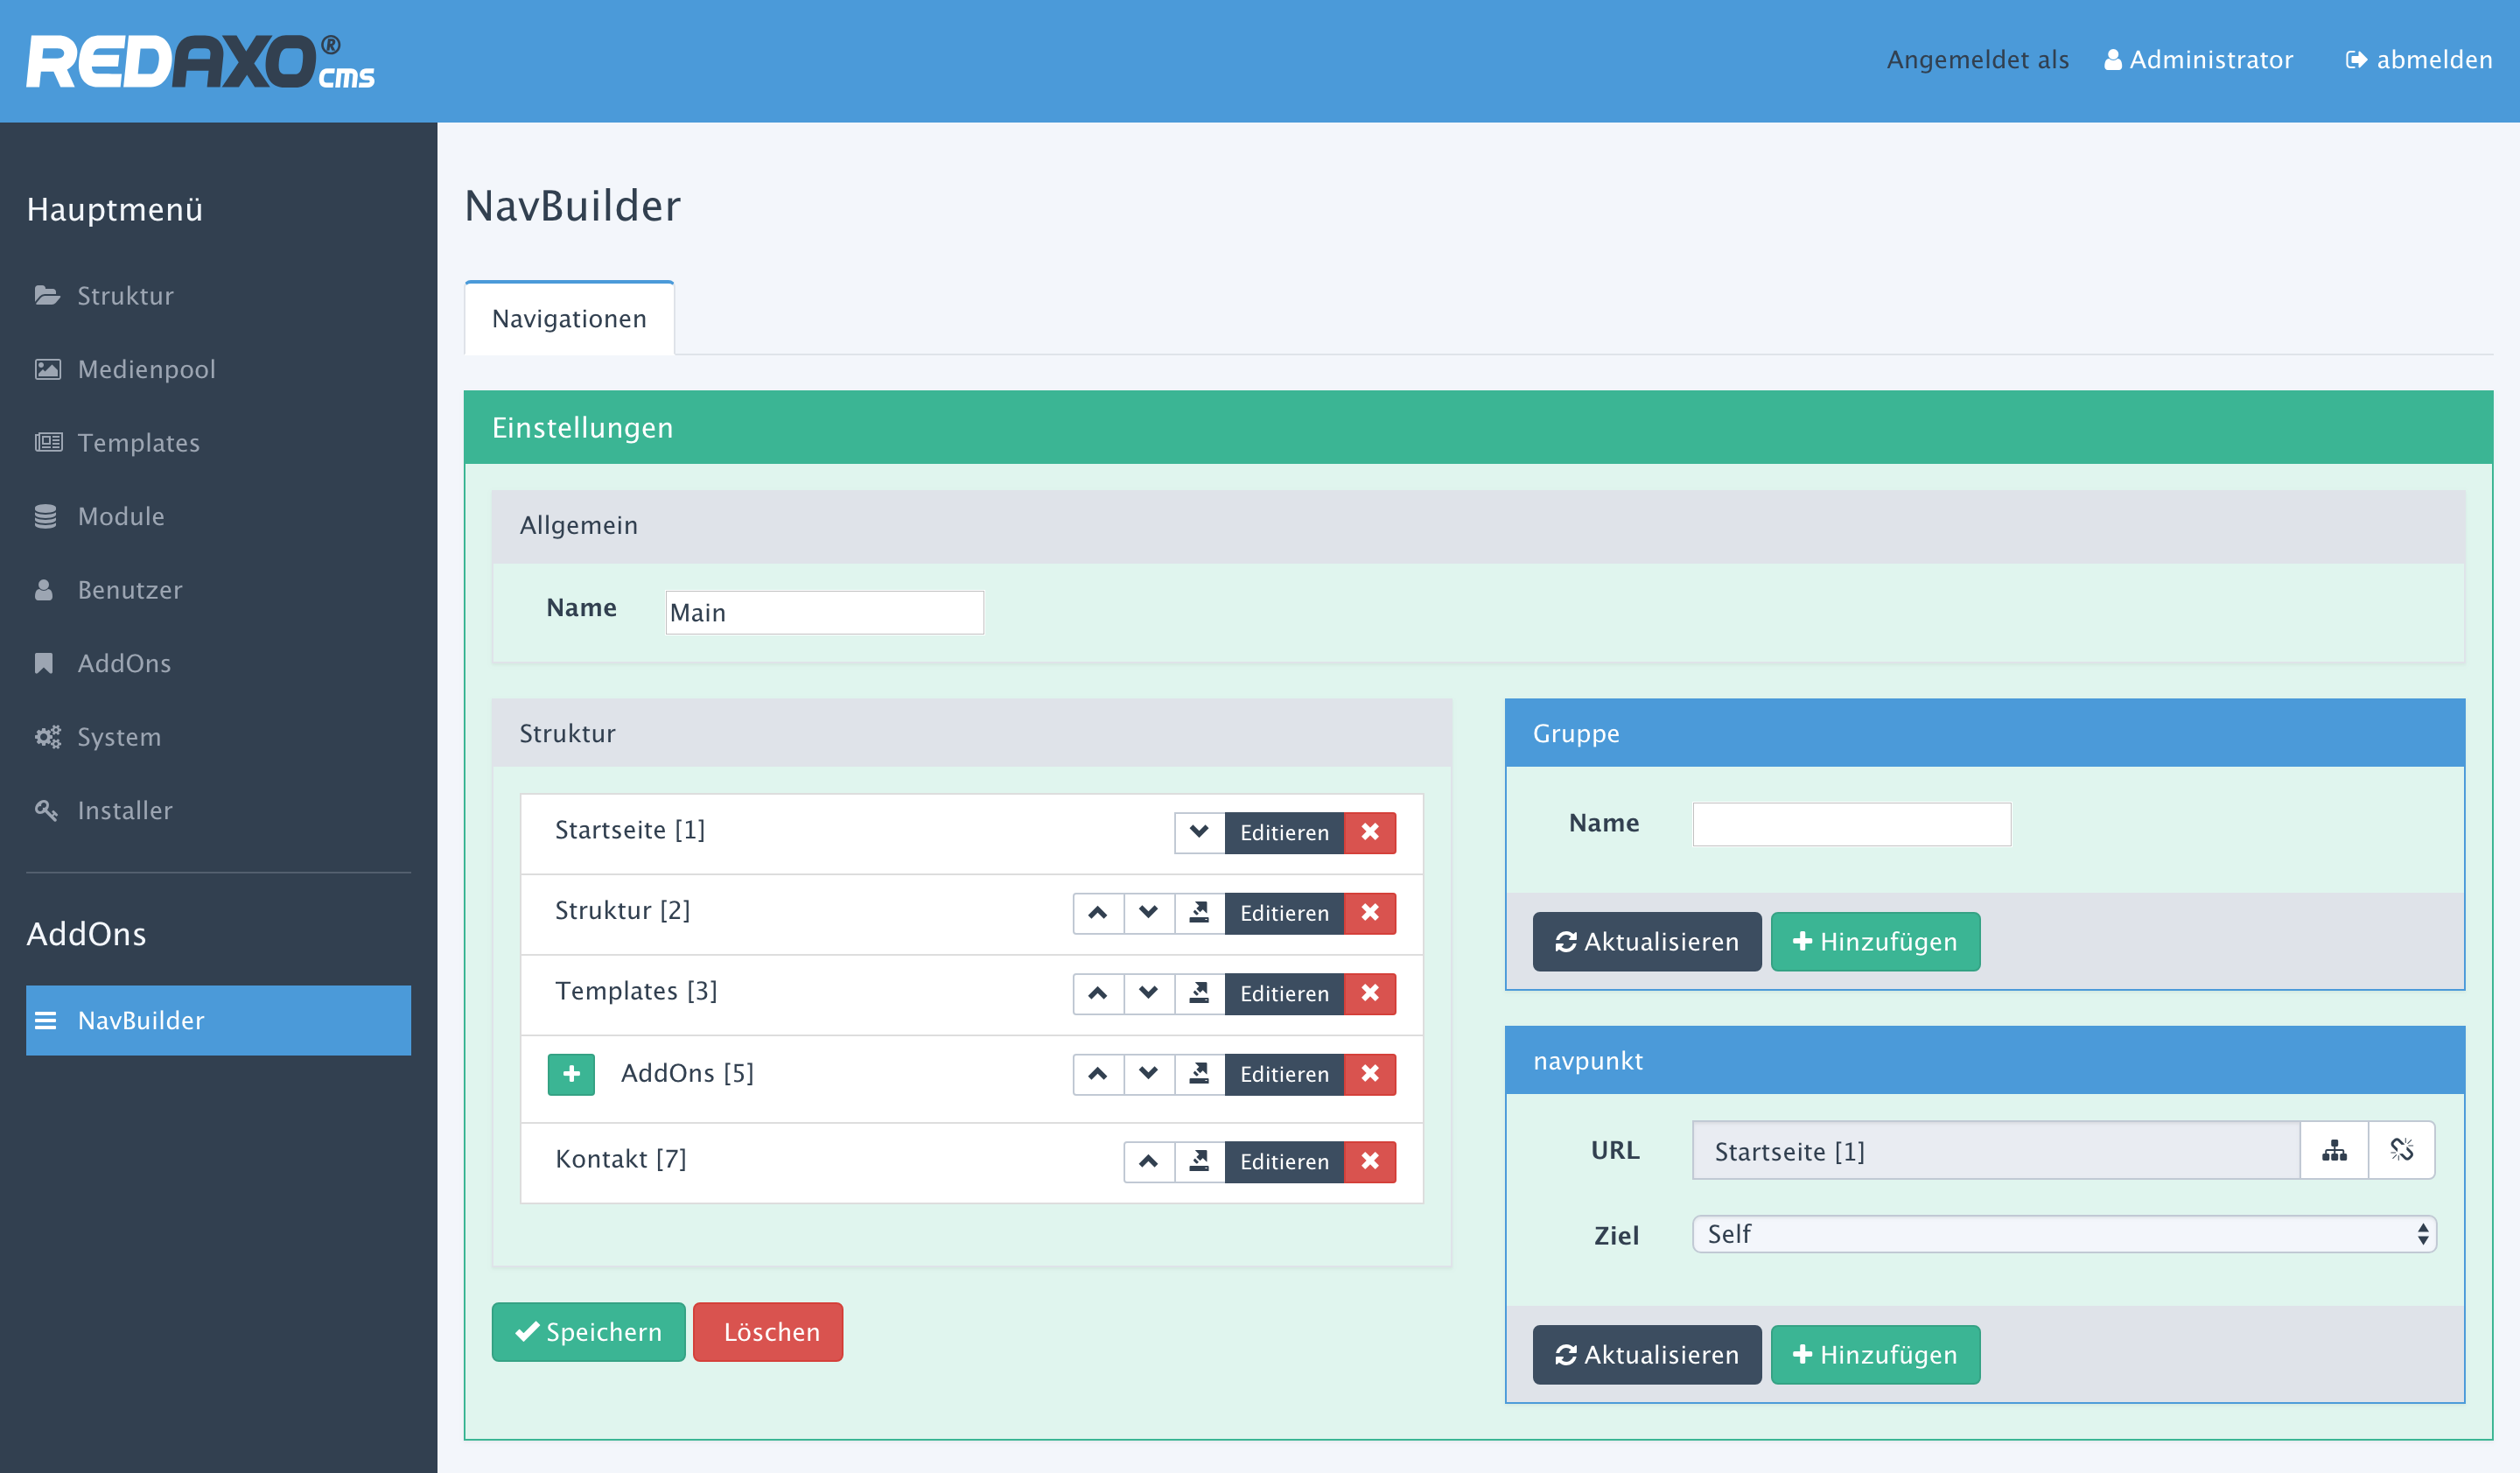 REDAXO® cms
Angemeldet als Administrator abmelden
Hauptmenü
Struktur
Medienpool
Templates
Module
Benutzer
AddOns
System
Installer
AddOns
NavBuilder
NavBuilder
Navigationen
Einstellungen
Allgemein
Name Main
Struktur
Startseite [1] Editieren
Struktur [2] Editieren
Templates [3] Editieren
AddOns [5] Editieren
Kontakt [7] Editieren
Speichern Löschen
Gruppe
Name
Aktualisieren Hinzufügen
navpunkt
URL Startseite [1]
Ziel Self
Aktualisieren Hinzufügen